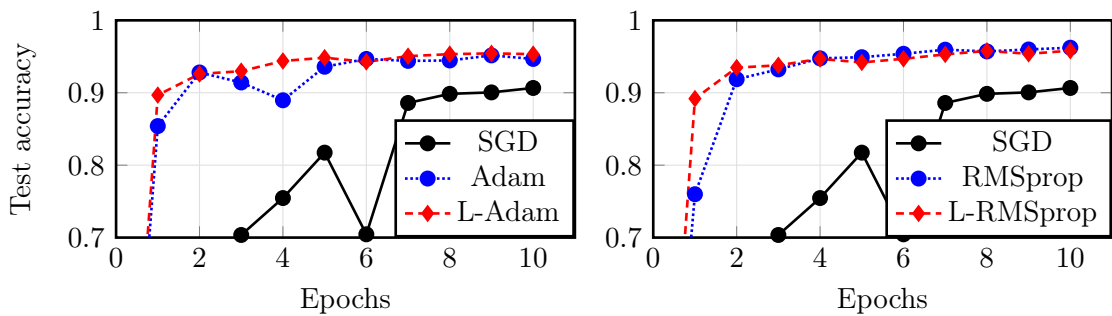 1
0.9
0.8
0.7
0
2
4
6
8
10
Epochs
Test accuracy
SGD
Adam
L-Adam
1
0.9
0.8
0.7
0
2
4
6
8
10
Epochs
SGD
RMSprop
L-RMSprop